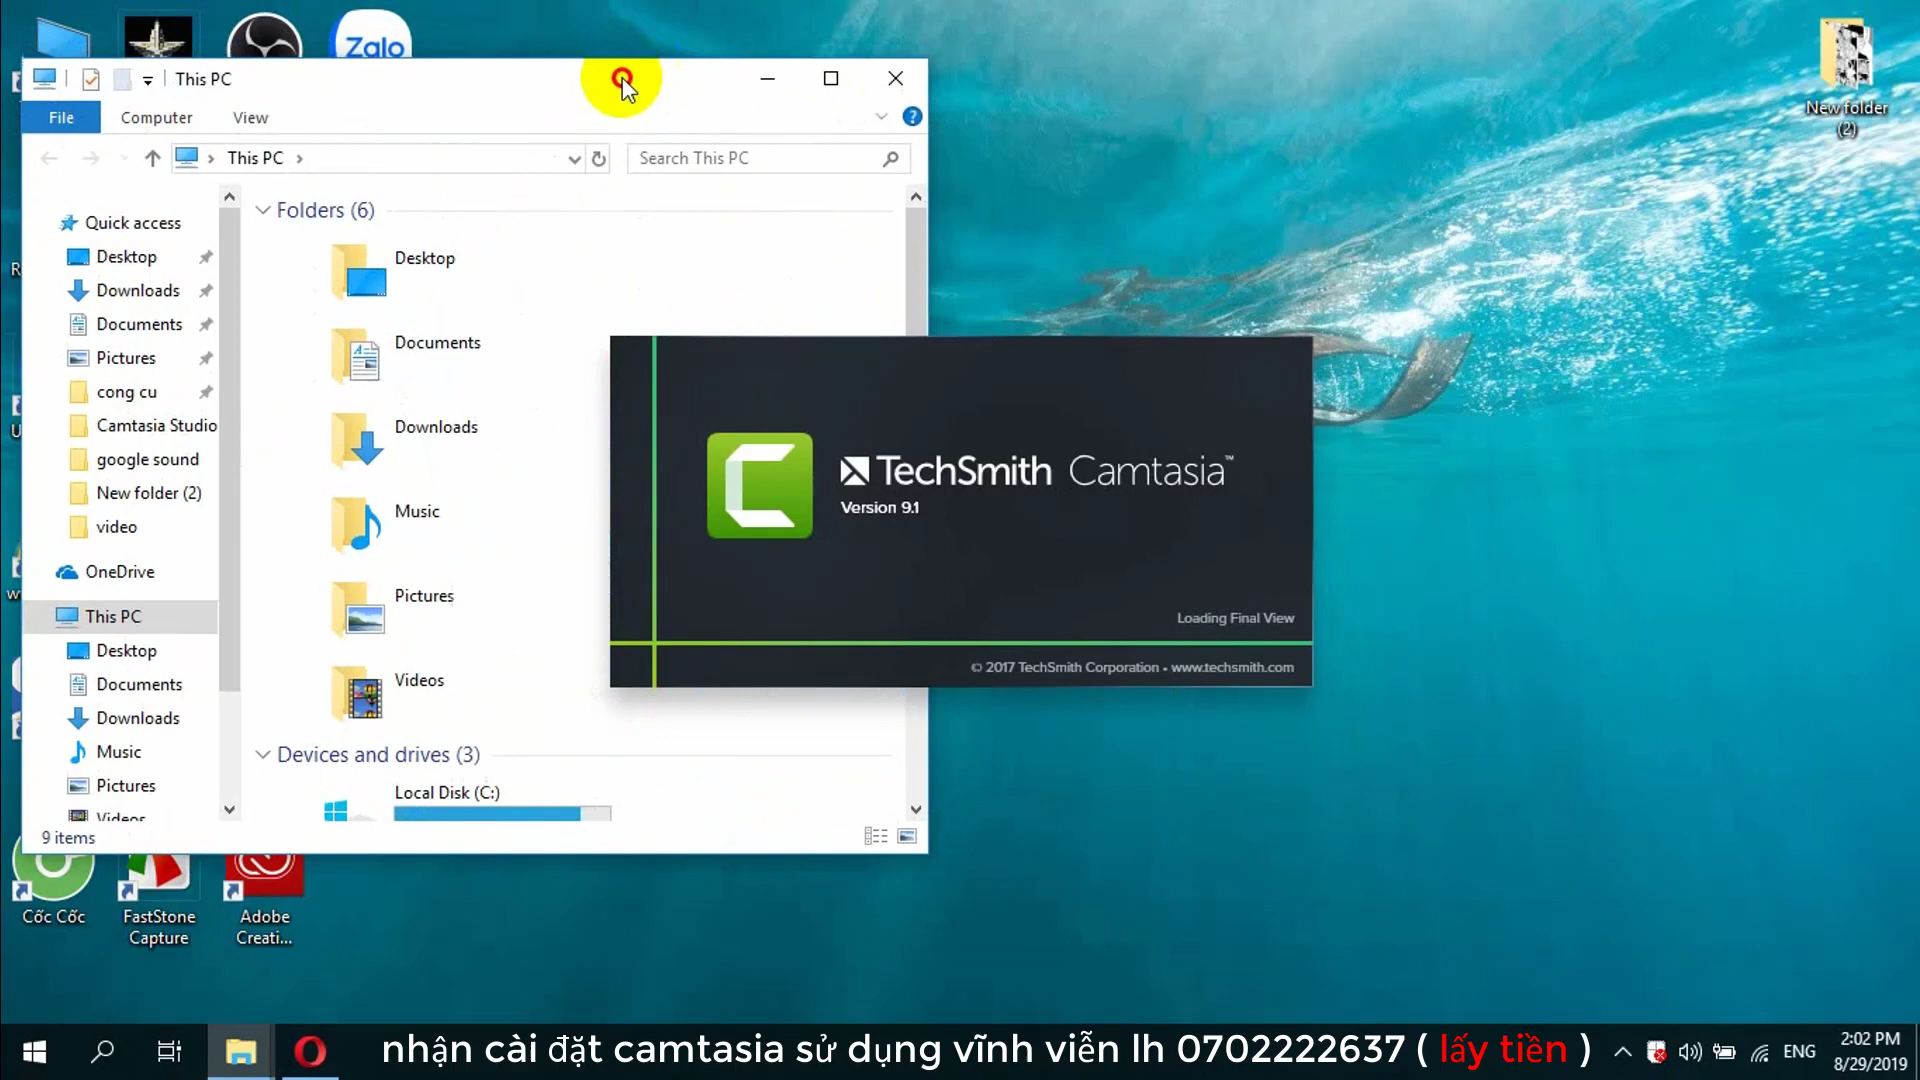 Zalo
This PC
File
Computer
View
This PC
Search This PC
New folder
(2)
Quick access
Desktop
Downloads
Documents
Pictures
cong cu
Camtasia Studio
google sound
New folder (2)
video
OneDrive
This PC
Desktop
Documents
Downloads
Music
Pictures
Videos
Folders (6)
Desktop
Documents
Downloads
Music
Pictures
Videos
Devices and drives (3)
Local Disk (C:)
9 items
TechSmith Camtasia™
Version 9.1
Loading Final View
© 2017 TechSmith Corporation • www.techsmith.com
Cốc Cốc
FastStone
Capture
Adobe
Creati...
nhận cài đặt camtasia sử dụng vĩnh viễn lh 0702222637 ( lấy tiền )
ENG
2:02 PM
8/29/2019